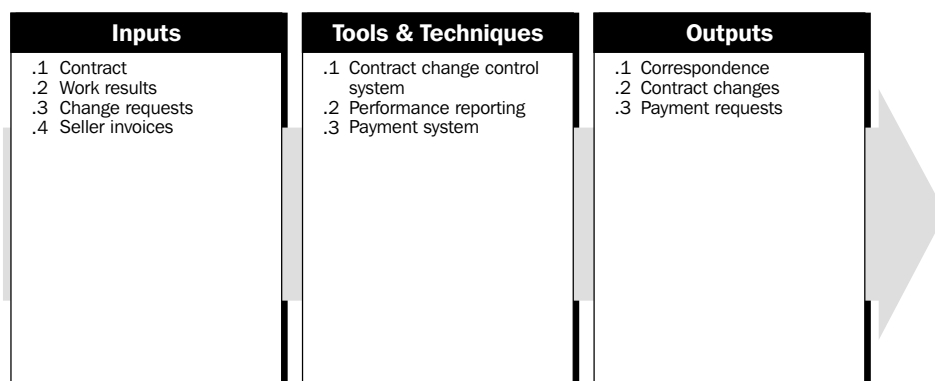 Inputs
.1 Contract
.2 Work results
.3 Change requests
.4 Seller invoices
Tools & Techniques
.1 Contract change control
system
.2 Performance reporting
.3 Payment system
Outputs
.1 Correspondence
.2 Contract changes
.3 Payment requests